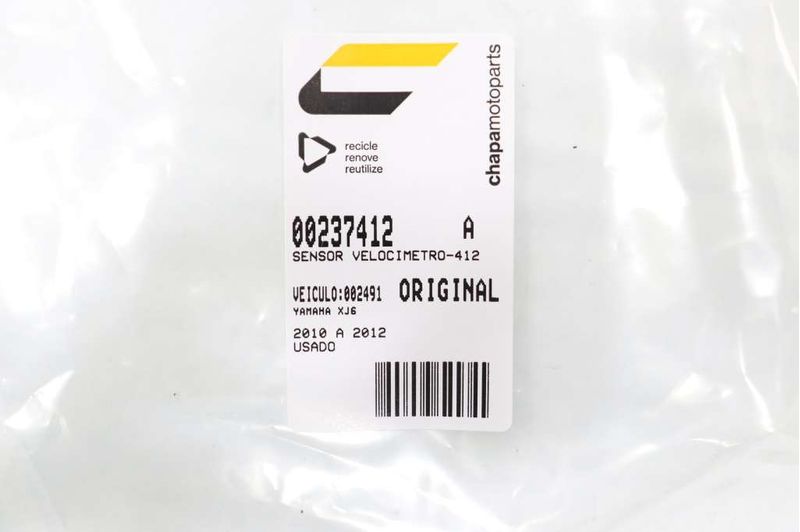 chapamotoparts
recicle
renove
reutilize
00237412 A
SENSOR VELOCIMETRO-412
VEICULO:002491 ORIGINAL
YAMAHA XJ6
2010 A 2012
USADO